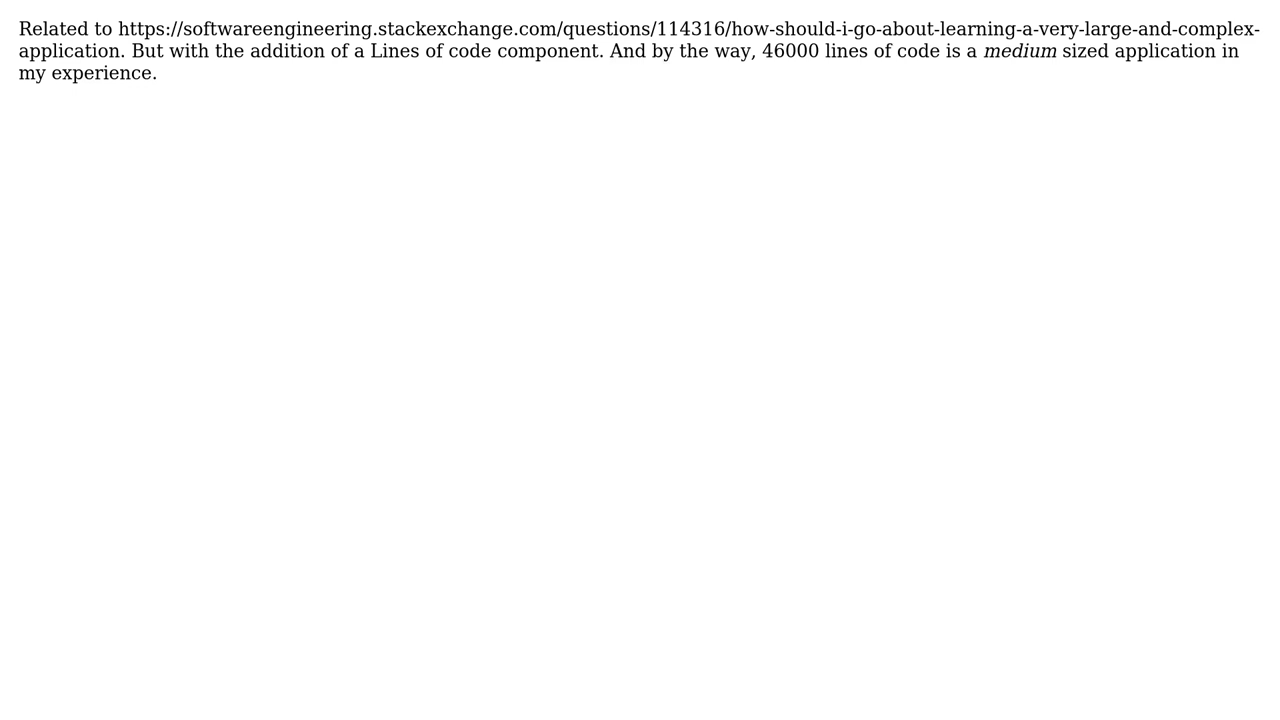 Related to https://softwareengineering.stackexchange.com/questions/114316/how-should-i-go-about-learning-a-very-large-and-complex-
application. But with the addition of a Lines of code component. And by the way, 46000 lines of code is a medium sized application in
my experience.